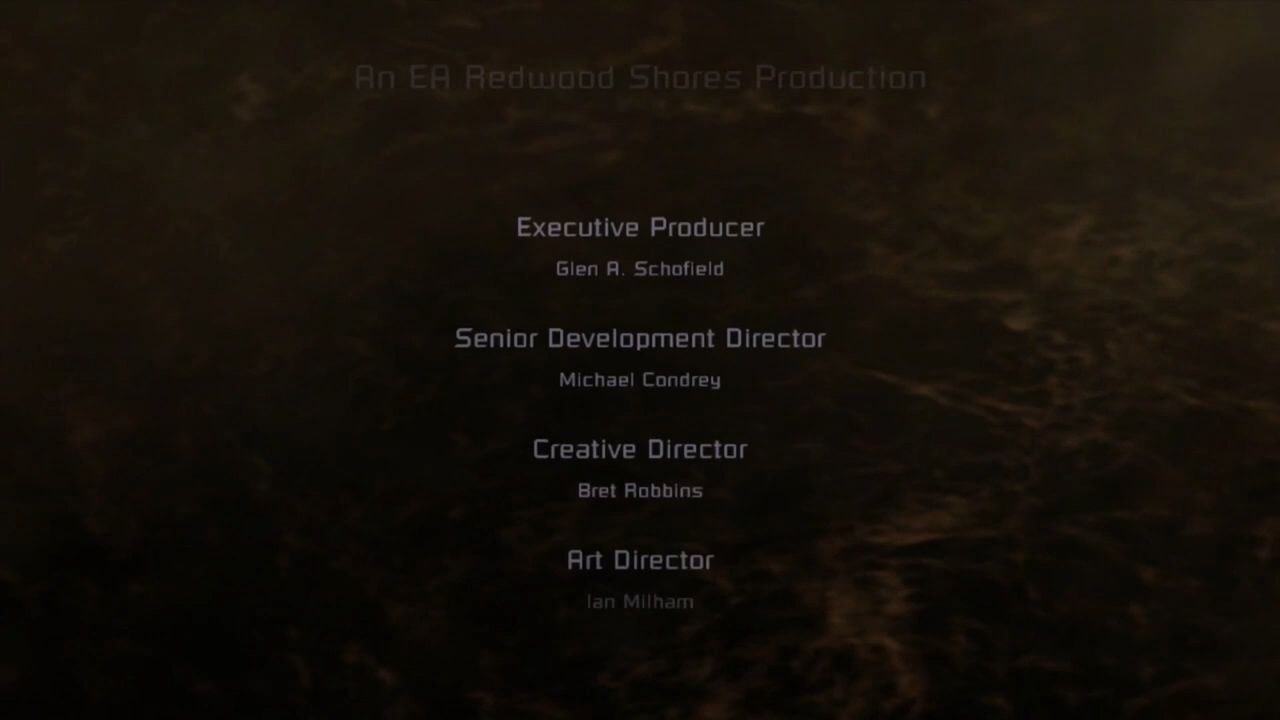 An EA Redwood Shores Production
Executive Producer
Glen A. Schofield
Senior Development Director
Michael Condrey
Creative Director
Bret Robbins
Art Director
Ian Milham